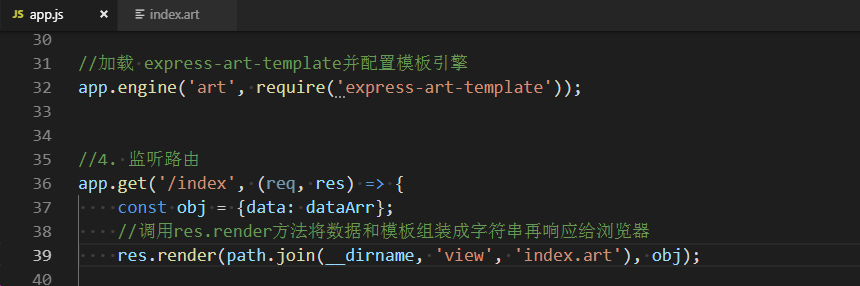 JS app.js × index.art
30
31 //加载 express-art-template并配置模板引擎
32 app.engine('art', require('express-art-template'));
33
34
35 //4. 监听路由
36 app.get('/index', (req, res) => {
37 const obj = {data: dataArr};
38 //调用res.render方法将数据和模板组装成字符串再响应给浏览器
39 res.render(path.join(__dirname, 'view', 'index.art'), obj);
40